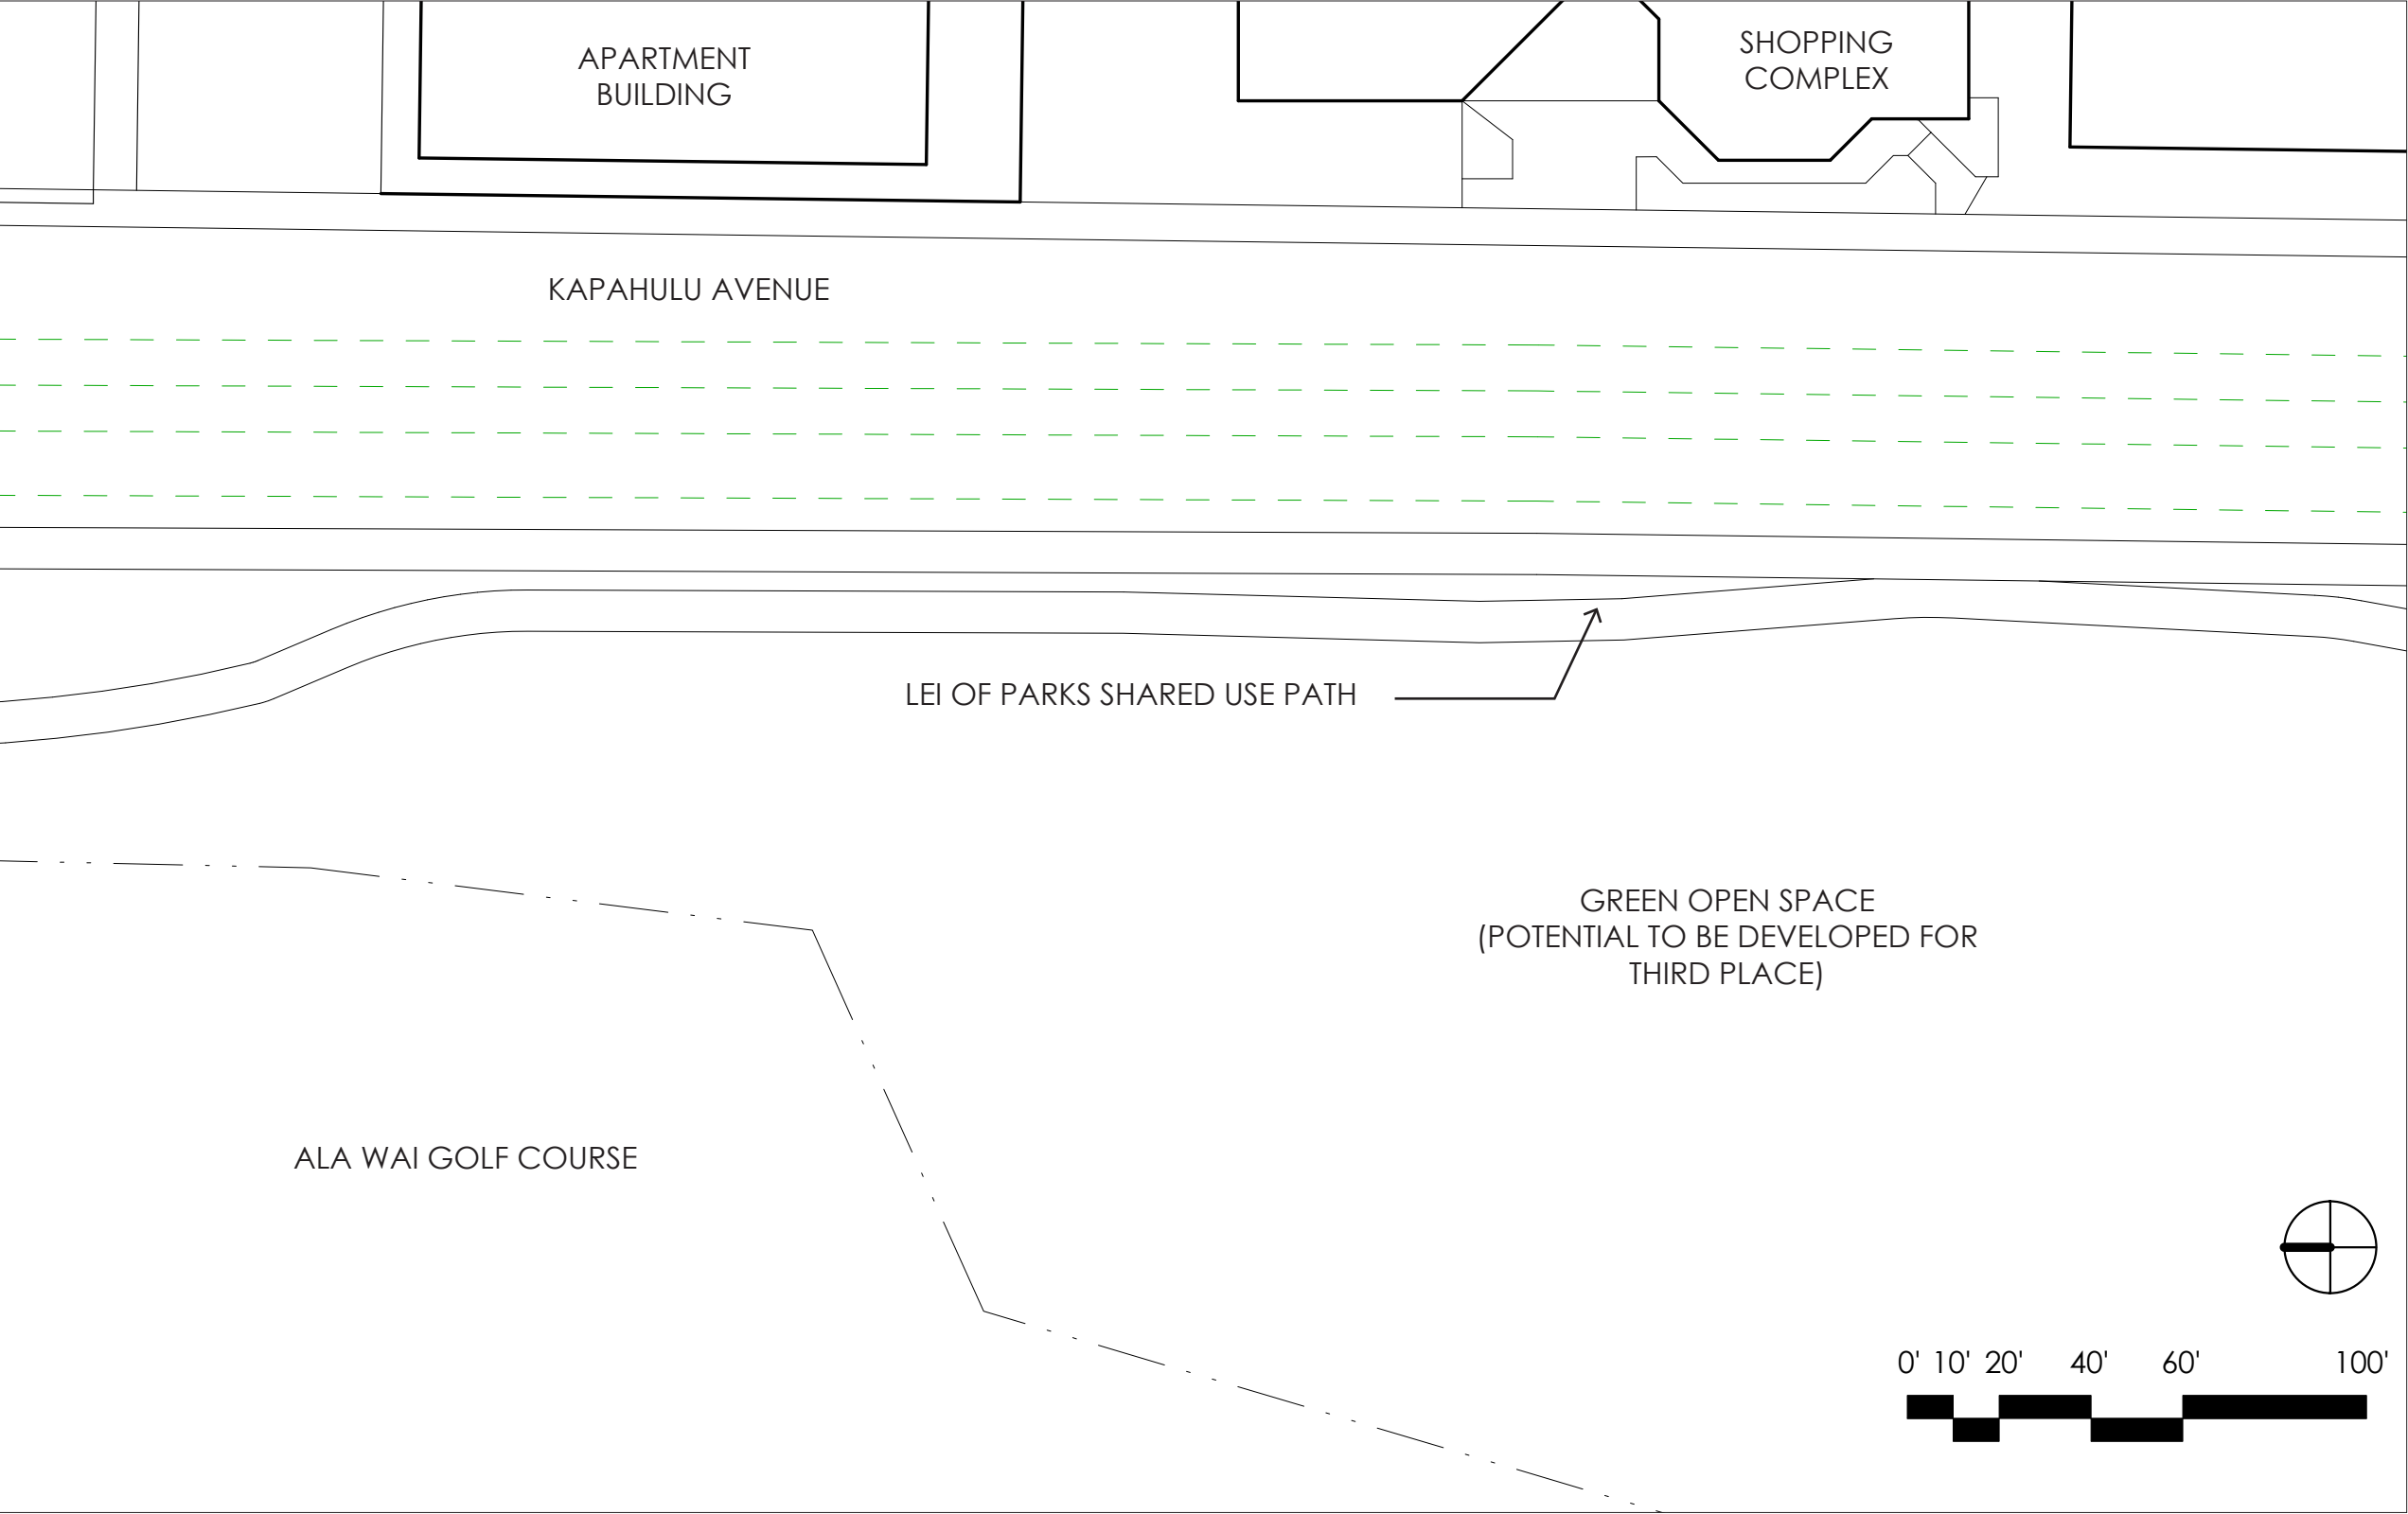 APARTMENT
BUILDING
SHOPPING
COMPLEX
KAPAHULU AVENUE
LEI OF PARKS SHARED USE PATH
GREEN OPEN SPACE
(POTENTIAL TO BE DEVELOPED FOR
THIRD PLACE)
ALA WAI GOLF COURSE
0' 10' 20' 40' 60' 100'